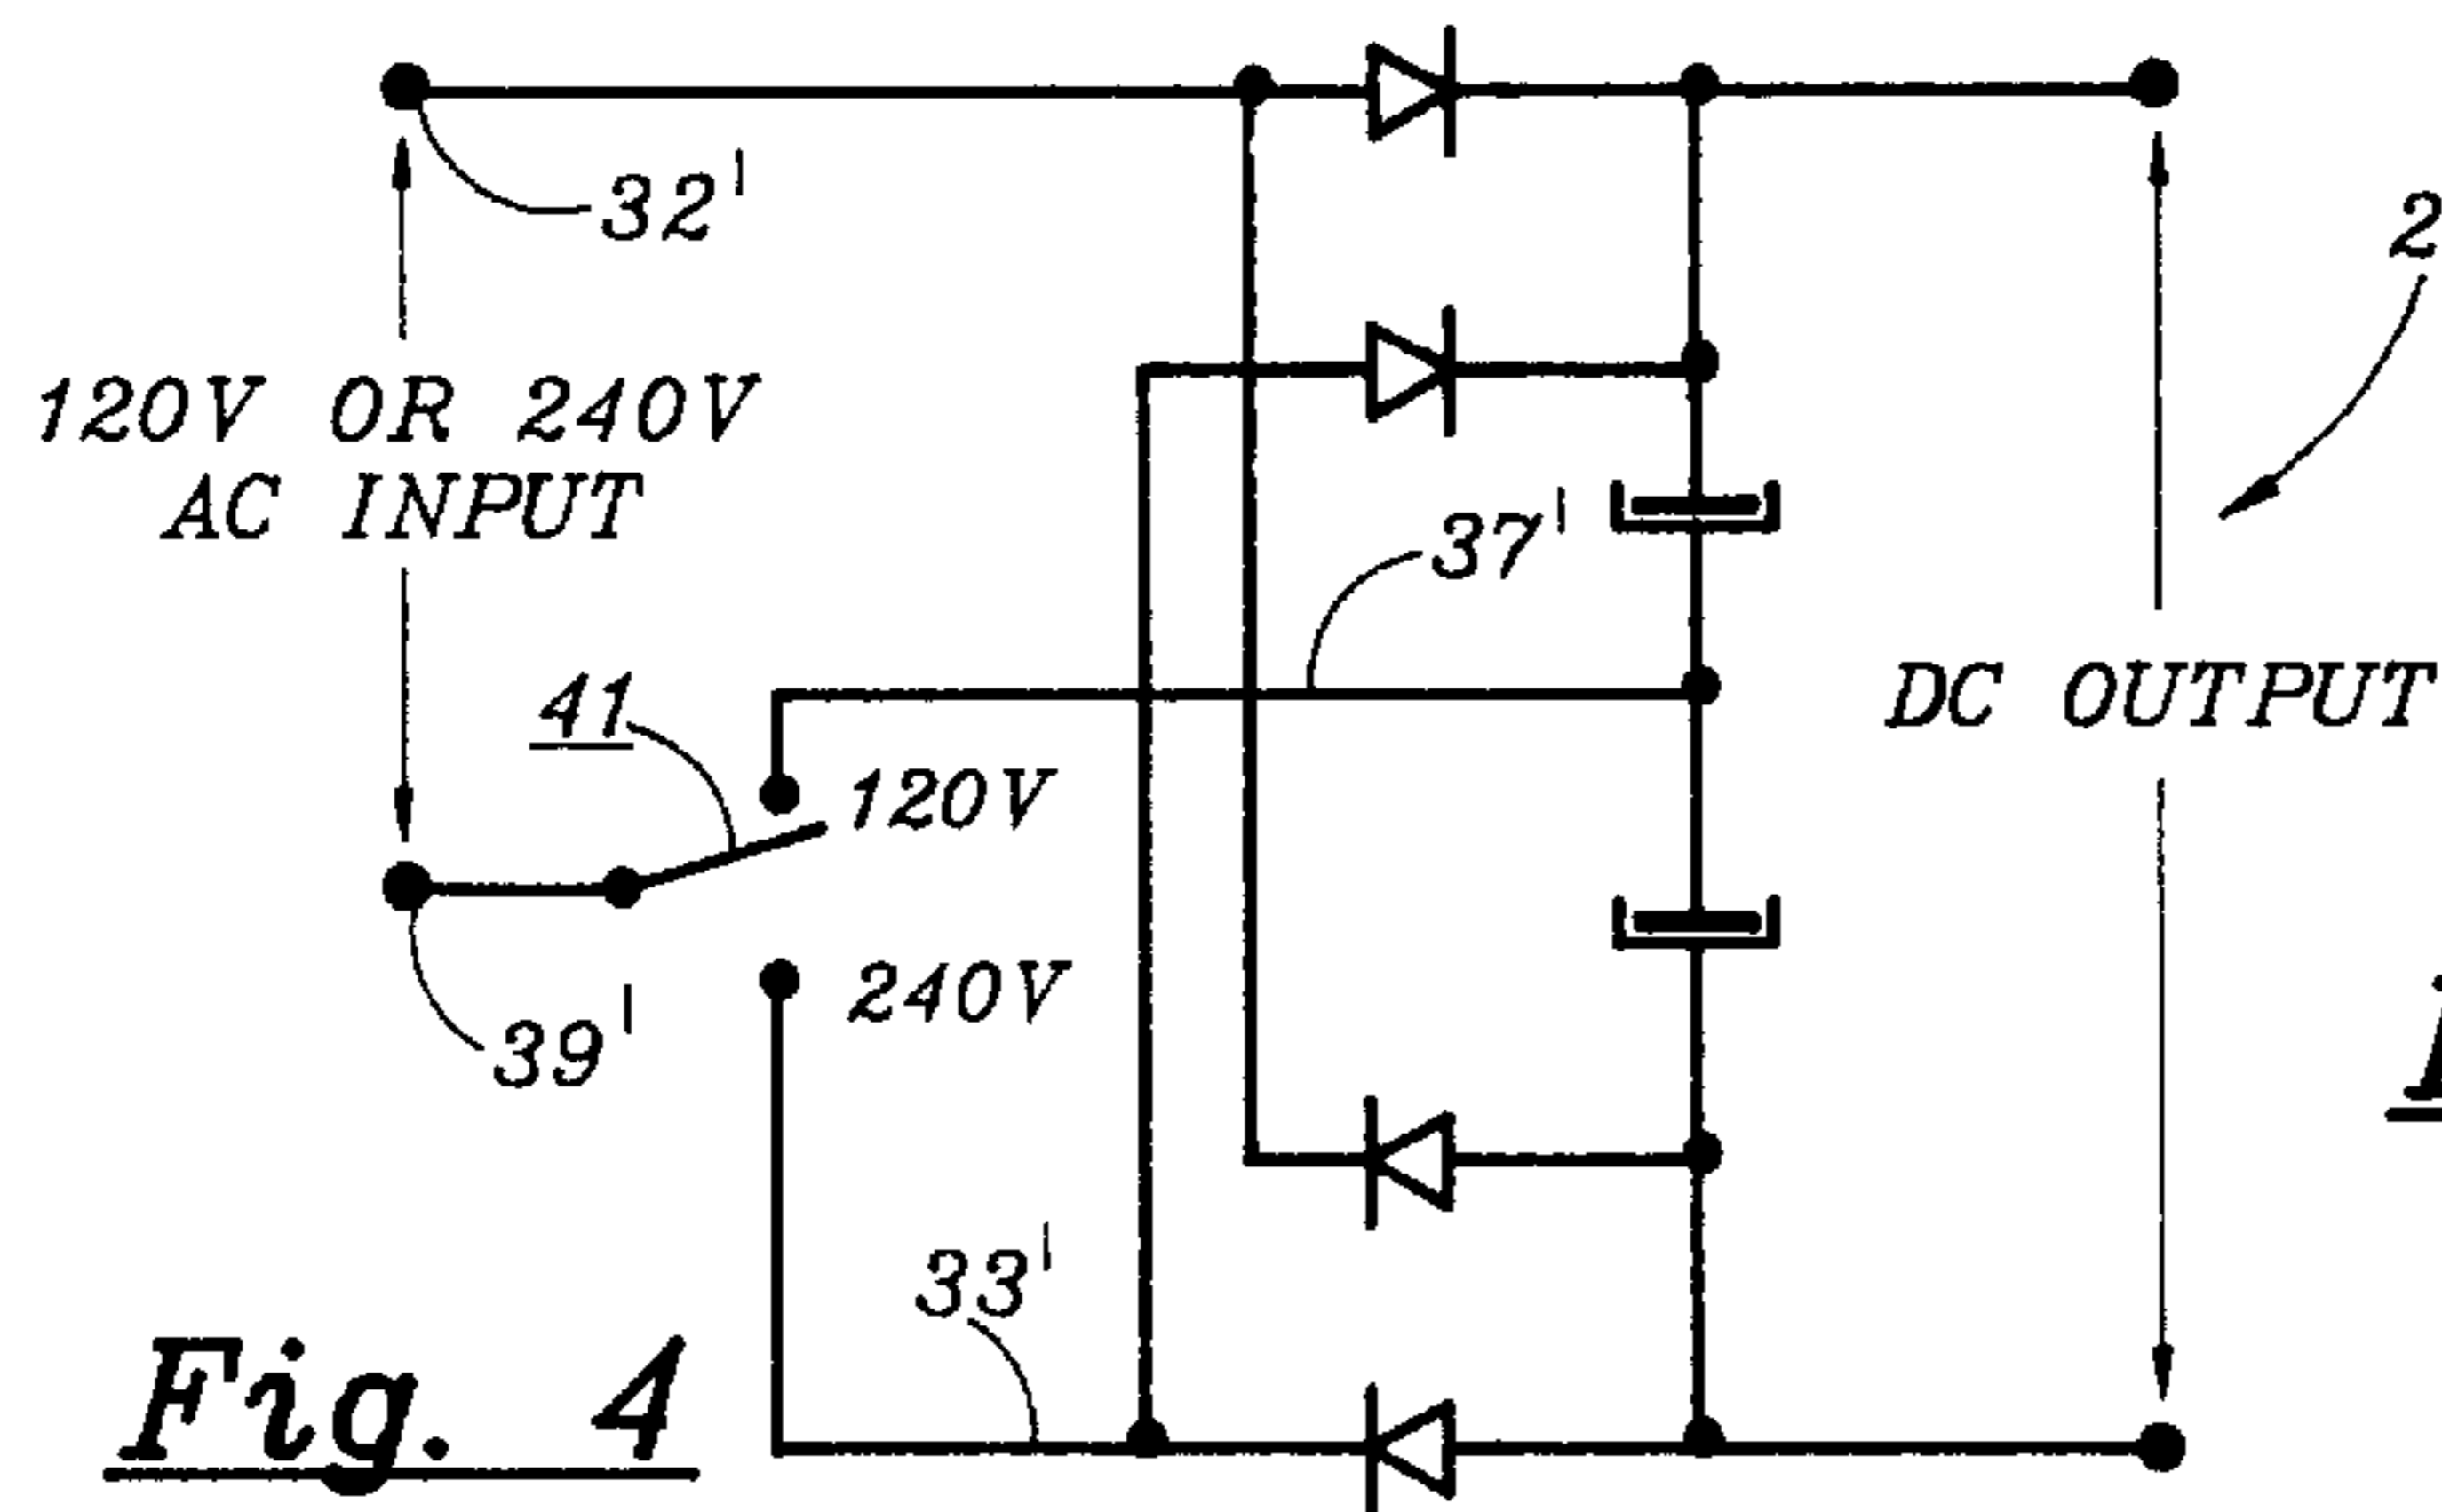 32'
2
120V OR 240V
AC INPUT
37'
41
DC OUTPUT
120V
240V
39'
33'
Fig. 4